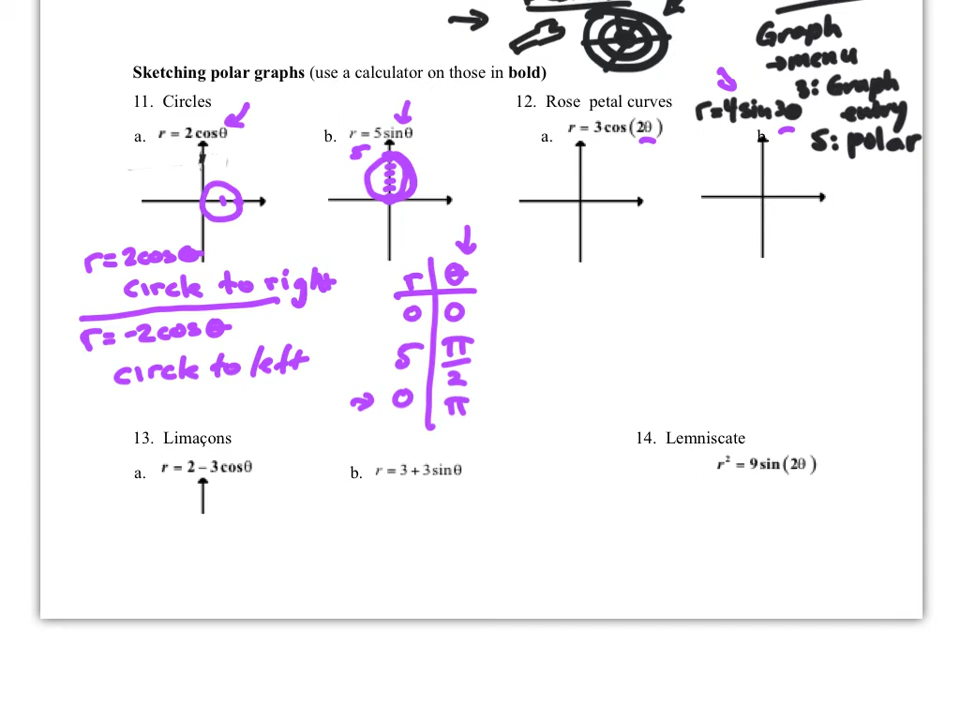 Graph
→menu
3: Graph
entry
5: polar
Sketching polar graphs (use a calculator on those in bold)
11. Circles
12. Rose petal curves
r=4sin3θ
a. r = 2cosθ
b. r = 5sinθ
a. r = 3cos(2θ)
b.
5
r=2cosθ
circle to right
r=-2cosθ
circle to left
r θ
0 0
5 π/2
→ 0 π
13. Limaçons
14. Lemniscate
a. r = 2 – 3cosθ
b. r = 3 + 3sinθ
r² = 9sin(2θ)